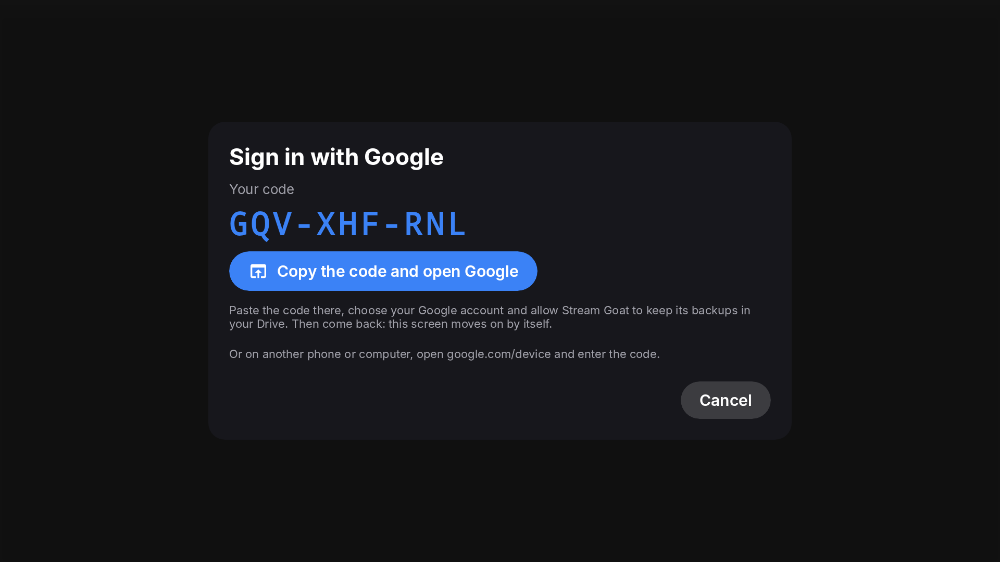 Sign in with Google
Your code
GQV-XHF-RNL
Copy the code and open Google
Paste the code there, choose your Google account and allow Stream Goat to keep its backups in
your Drive. Then come back: this screen moves on by itself.
Or on another phone or computer, open google.com/device and enter the code.
Cancel